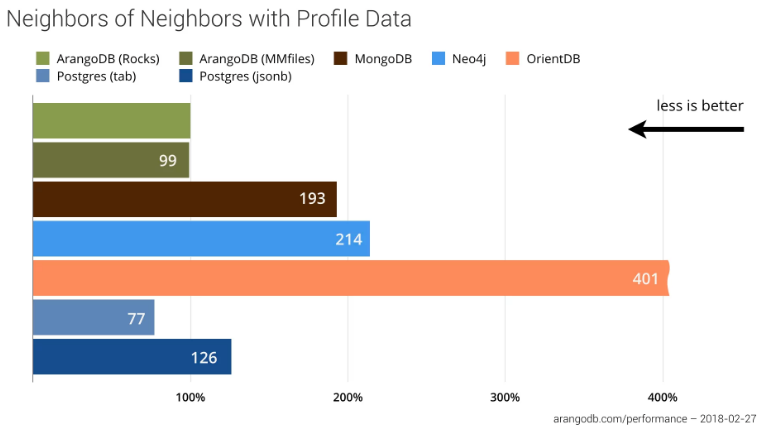 Neighbors of Neighbors with Profile Data
ArangoDB (Rocks) ArangoDB (MMfiles) MongoDB Neo4j OrientDB
Postgres (tab) Postgres (jsonb)
less is better
99
193
214
401
77
126
100% 200% 300% 400%
arangodb.com/performance – 2018-02-27